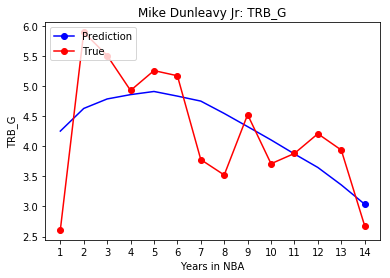 Mike Dunleavy Jr: TRB_G
Prediction
True
6.0
5.5
5.0
4.5
4.0
3.5
3.0
2.5
TRB_G
1 2 3 4 5 6 7 8 9 10 11 12 13 14
Years in NBA